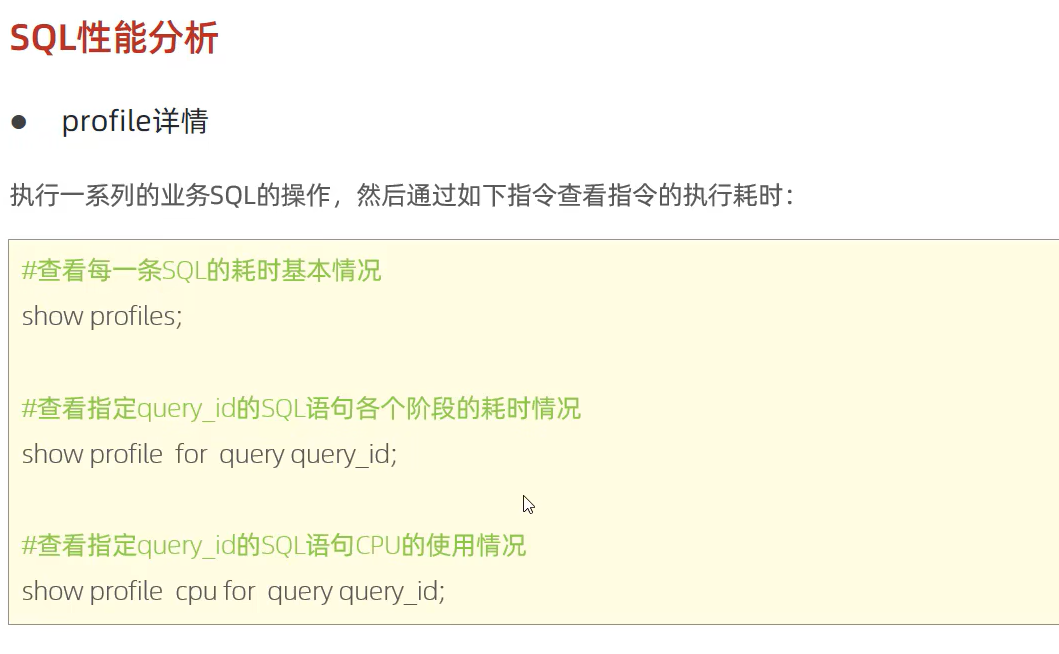 SQL性能分析
● profile详情
执行一系列的业务SQL的操作，然后通过如下指令查看指令的执行耗时：
#查看每一条SQL的耗时基本情况
show profiles;
#查看指定query_id的SQL语句各个阶段的耗时情况
show profile for query query_id;
#查看指定query_id的SQL语句CPU的使用情况
show profile cpu for query query_id;